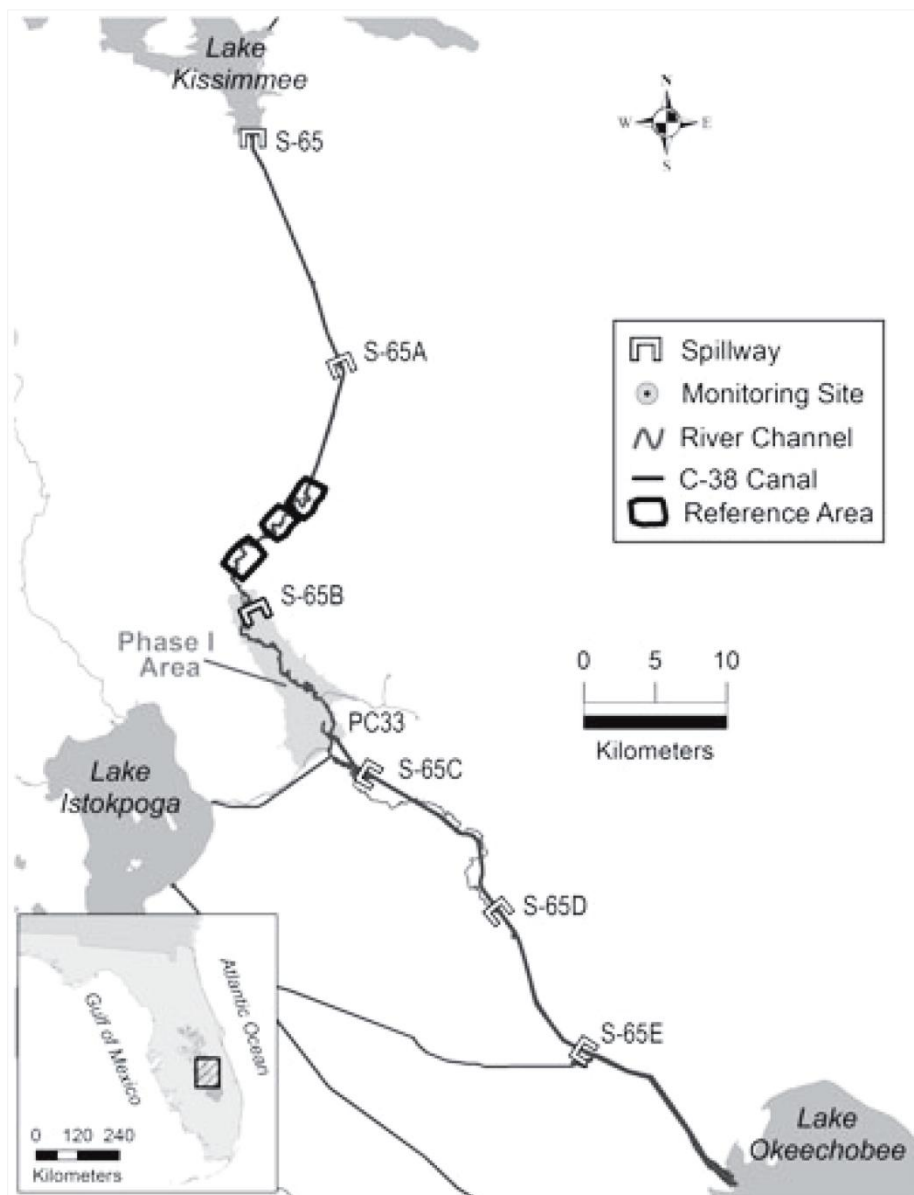 Lake
Kissimmee
N
W E
S
S-65
S-65A
Spillway
Monitoring Site
River Channel
C-38 Canal
Reference Area
S-65B
Phase I
Area
0 5 10
Kilometers
PC33
S-65C
Lake
Istokpoga
S-65D
S-65E
Gulf of Mexico
Atlantic Ocean
0 120 240
Kilometers
Lake
Okeechobee